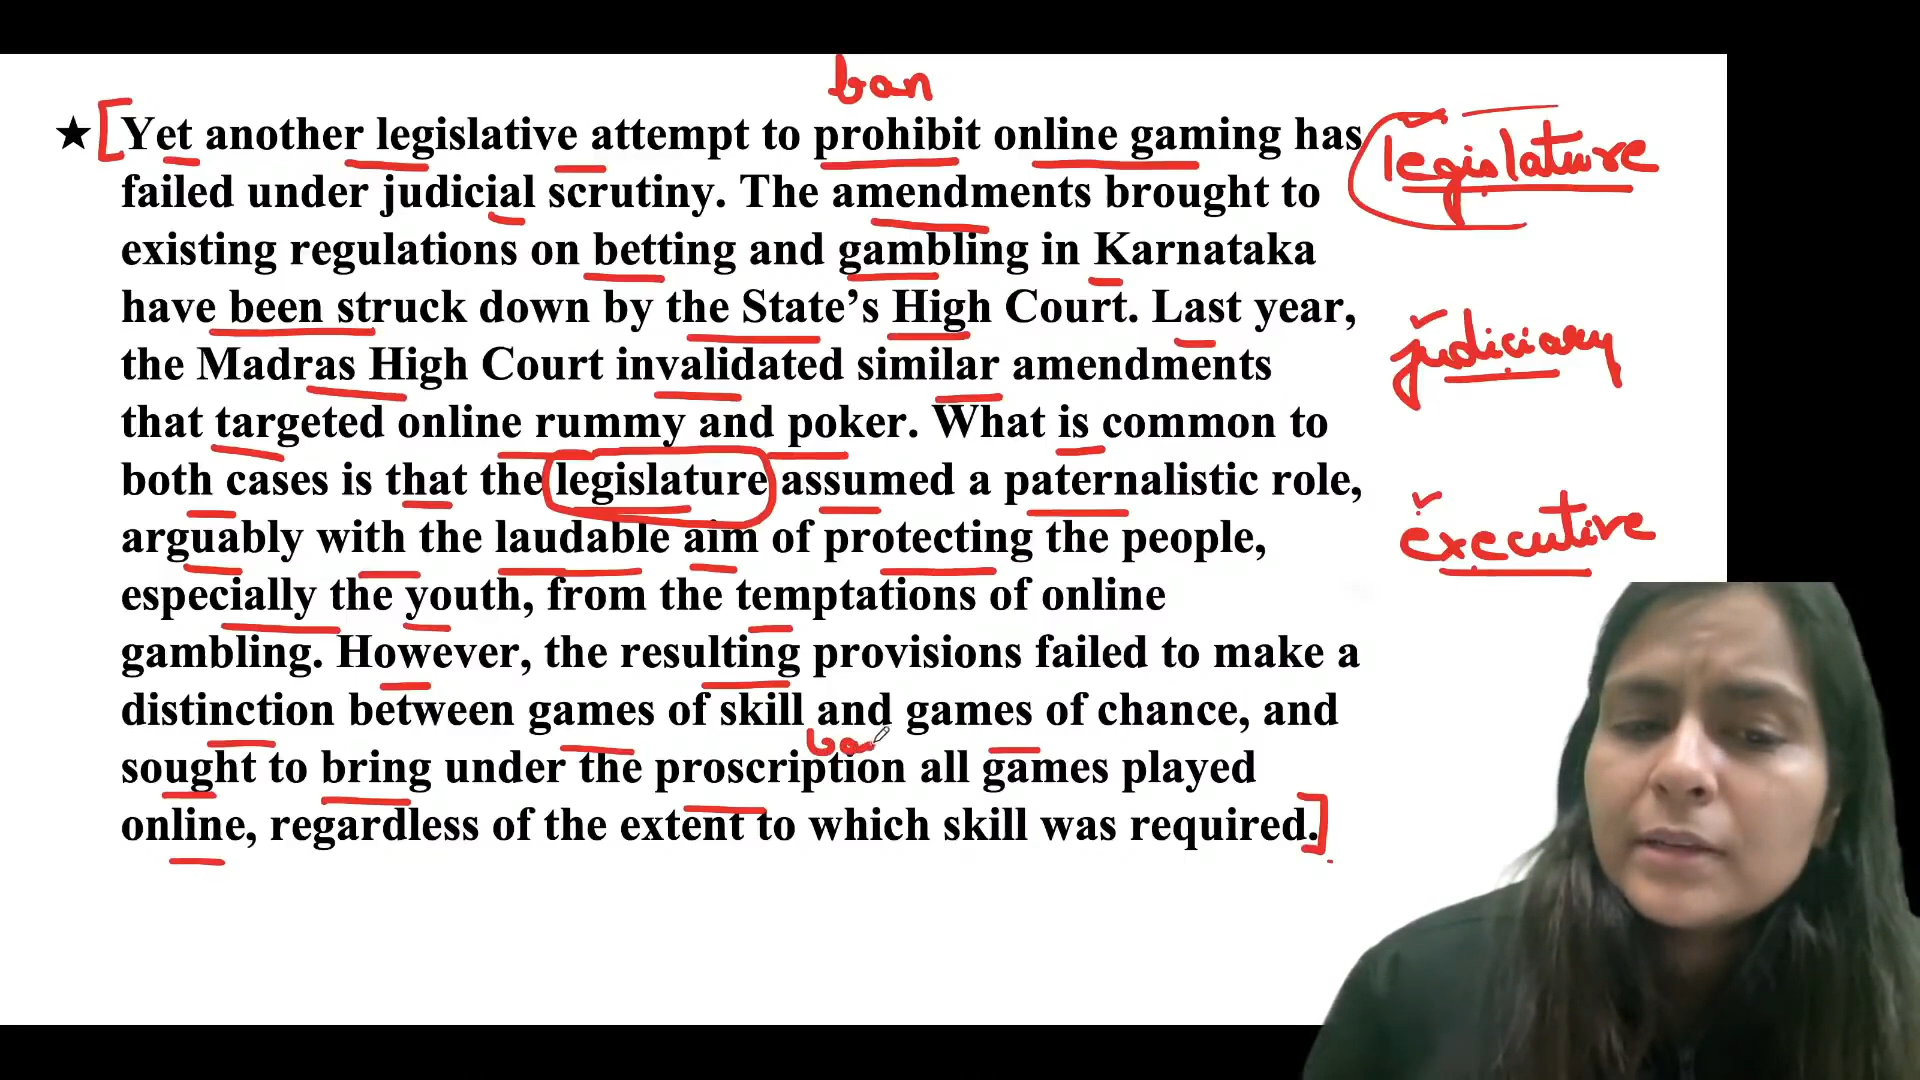 ban
★ Yet another legislative attempt to prohibit online gaming has
failed under judicial scrutiny. The amendments brought to
existing regulations on betting and gambling in Karnataka
have been struck down by the State’s High Court. Last year,
the Madras High Court invalidated similar amendments
that targeted online rummy and poker. What is common to
both cases is that the legislature assumed a paternalistic role,
arguably with the laudable aim of protecting the people,
especially the youth, from the temptations of online
gambling. However, the resulting provisions failed to make a
distinction between games of skill and games of chance, and
ba
sought to bring under the proscription all games played
online, regardless of the extent to which skill was required.
legislature
judiciary
executive